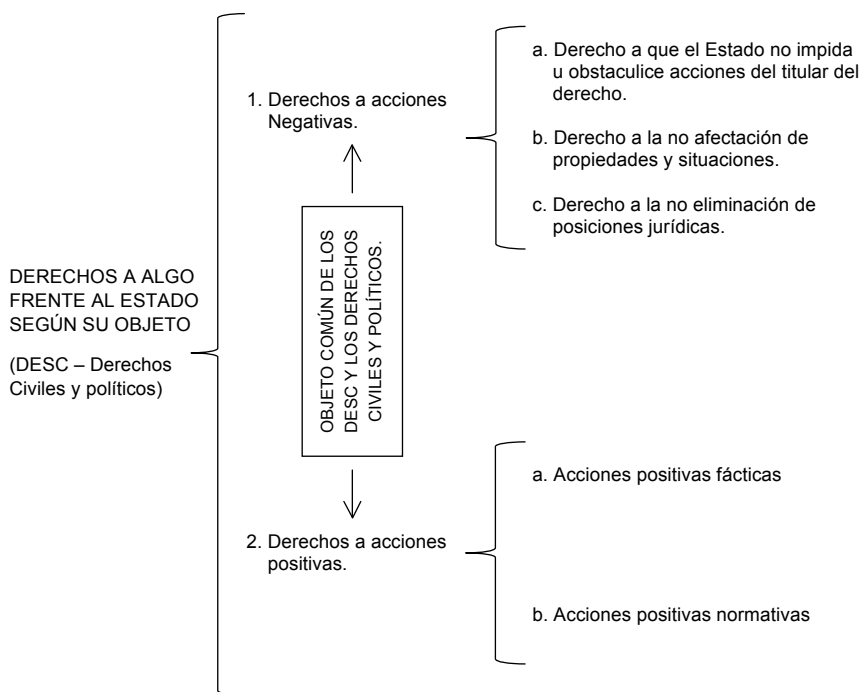 DERECHOS A ALGO
FRENTE AL ESTADO
SEGÚN SU OBJETO
(DESC – Derechos
Civiles y políticos)
1. Derechos a acciones
Negativas.
a. Derecho a que el Estado no impida
u obstaculice acciones del titular del
derecho.
b. Derecho a la no afectación de
propiedades y situaciones.
c. Derecho a la no eliminación de
posiciones jurídicas.
OBJETO COMÚN DE LOS
DESC Y LOS DERECHOS
CIVILES Y POLÍTICOS.
2. Derechos a acciones
positivas.
a. Acciones positivas fácticas
b. Acciones positivas normativas